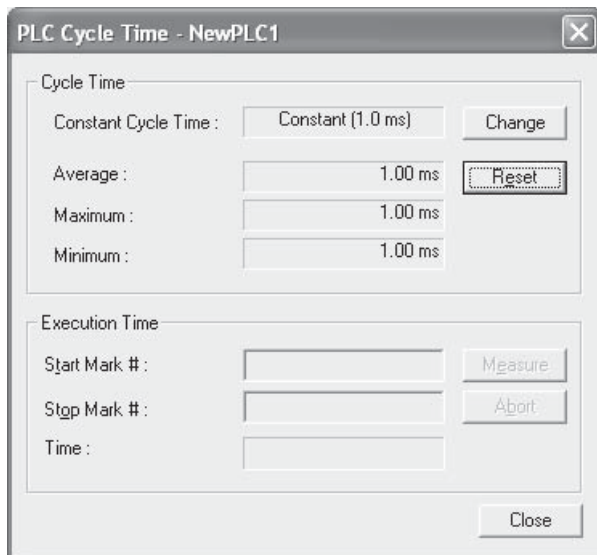 PLC Cycle Time - NewPLC1
Cycle Time
Constant Cycle Time : Constant (1.0 ms) Change
Average : 1.00 ms Reset
Maximum : 1.00 ms
Minimum : 1.00 ms
Execution Time
Start Mark # : Measure
Stop Mark # : Abort
Time :
Close